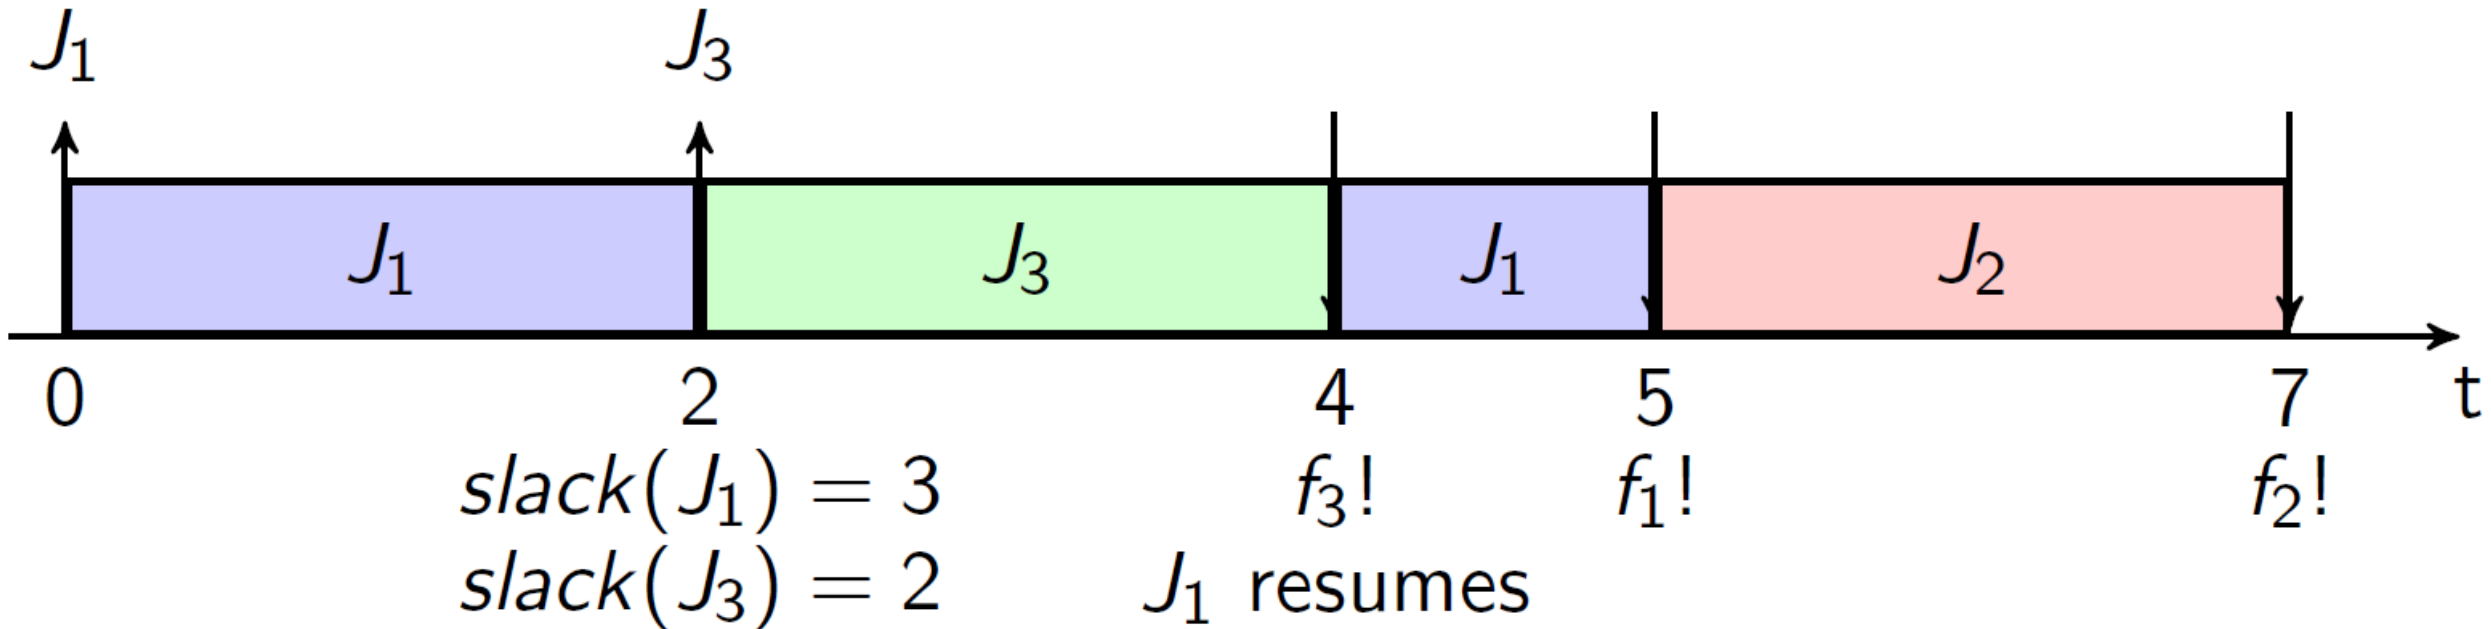 J₁ J₃
J₁ J₃ J₁ J₂
0 2 4 5 7 t
slack(J₁) = 3 f₃! f₁! f₂!
slack(J₃) = 2 J₁ resumes